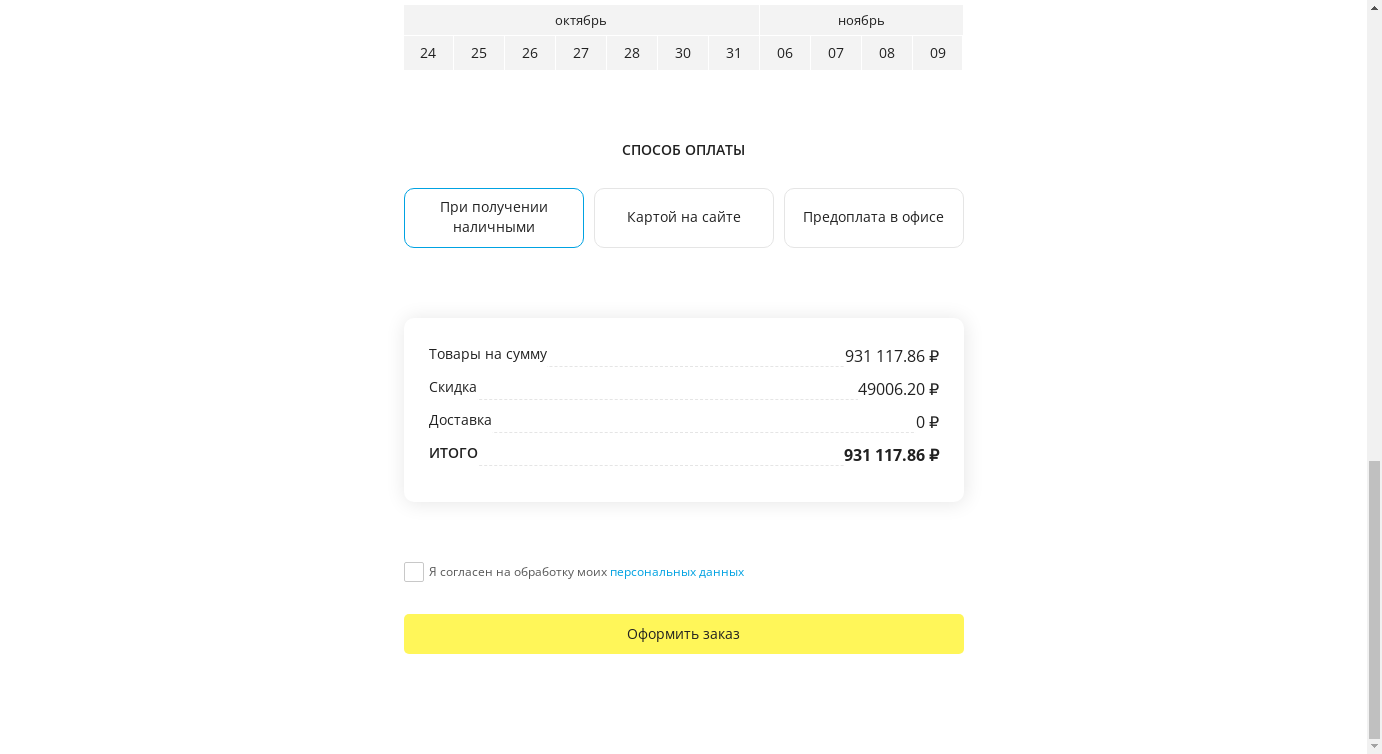 октябрь ноябрь
24 25 26 27 28 30 31 06 07 08 09
СПОСОБ ОПЛАТЫ
При получении
наличными
Картой на сайте
Предоплата в офисе
Товары на сумму 931 117.86 ₽
Скидка 49006.20 ₽
Доставка 0 ₽
ИТОГО 931 117.86 ₽
Я согласен на обработку моих персональных данных
Оформить заказ